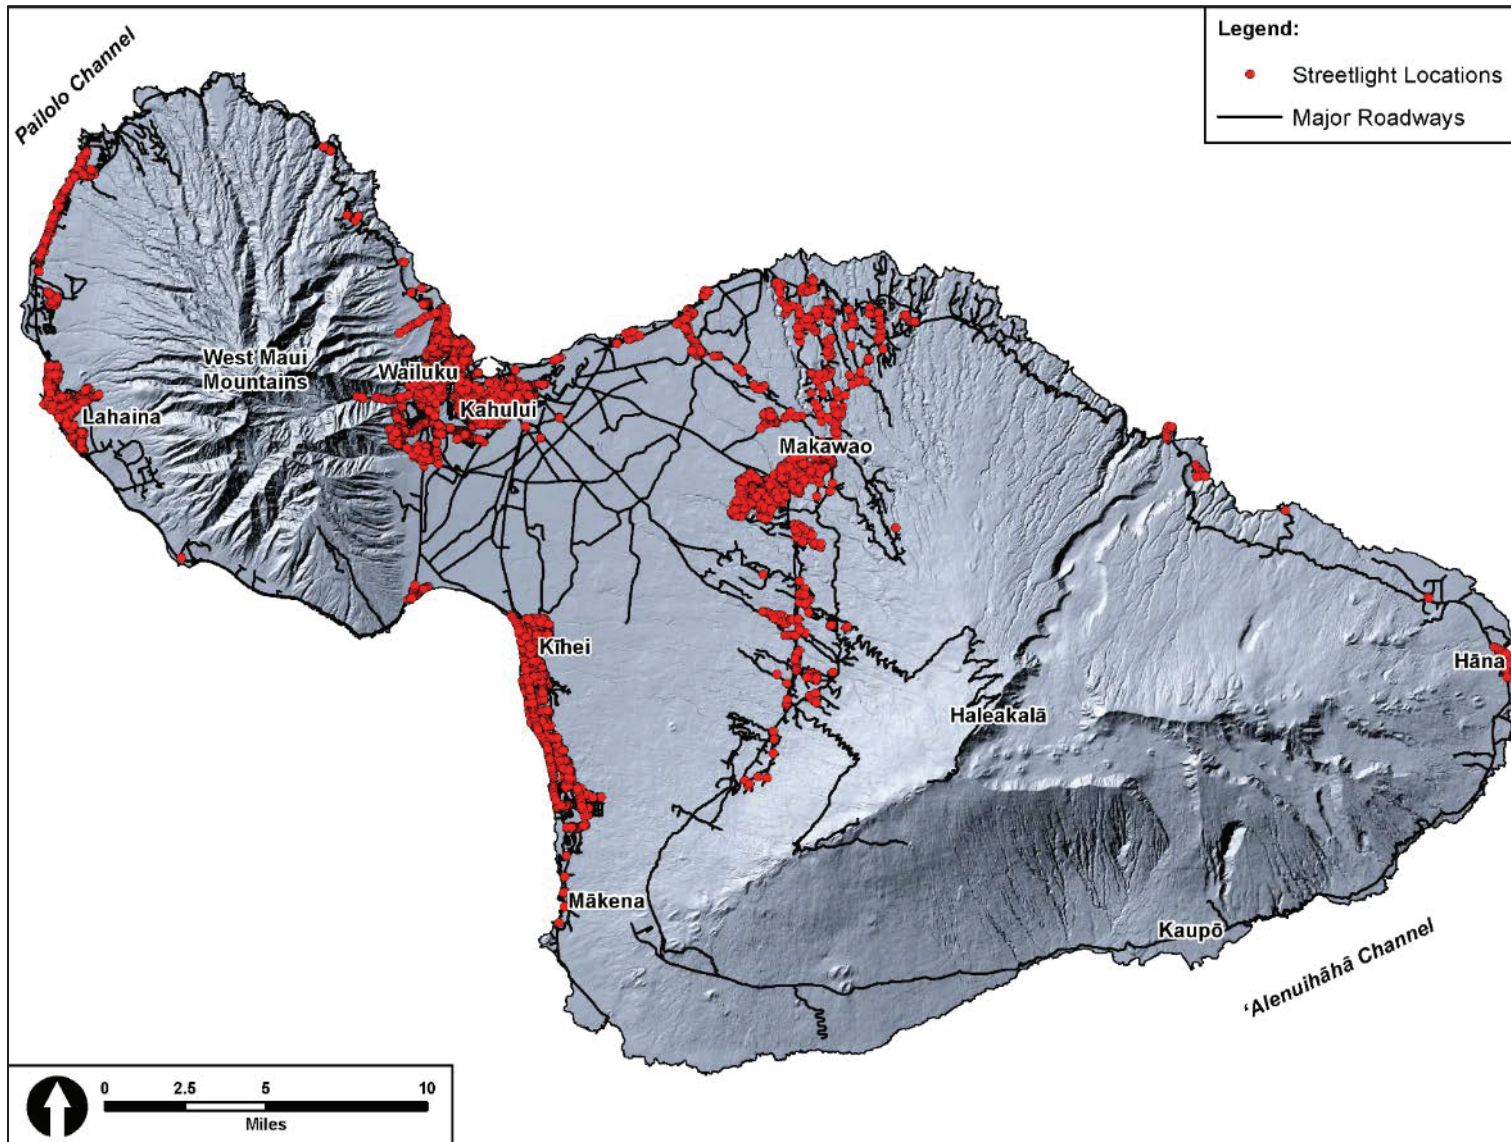 Legend:
Streetlight Locations
Major Roadways
Pailolo Channel
West Maui
Mountains
Wailuku
Kahului
Lahaina
Makawao
Kīhei
Hāna
Haleakalā
Mākena
Kaupō
ʻAlenuihāhā Channel
0 2.5 5 10
Miles